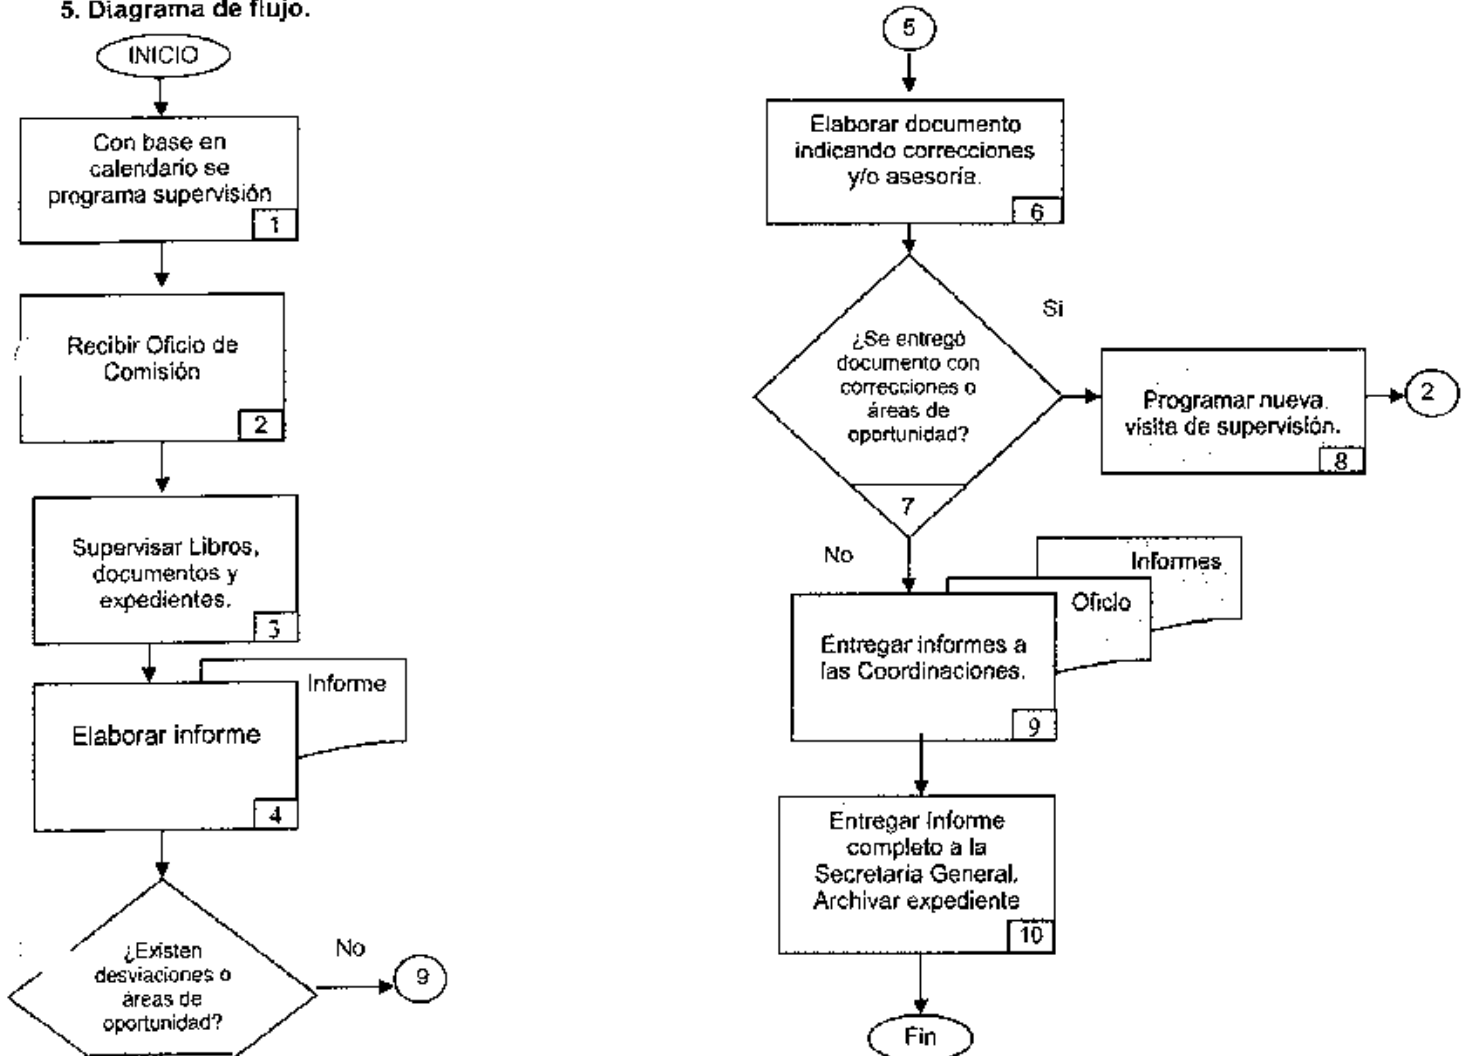 5. Diagrama de flujo.
INICIO
Con base en
calendario se
programa supervisión
1
Recibir Oficio de
Comisión
2
Supervisar Libros,
documentos y
expedientes.
3
Informe
Elaborar informe
4
¿Existen
desviaciones o
áreas de
oportunidad?
No
9
5
Elaborar documento
indicando correcciones
y/o asesoría.
6
¿Se entregó
documento con
correcciones o
áreas de
oportunidad?
7
Si
Programar nueva
visita de supervisión.
8
2
No
Informes
Oficio
Entregar informes a
las Coordinaciones.
9
Entregar informe
completo a la
Secretaria General.
Archivar expediente
10
Fin